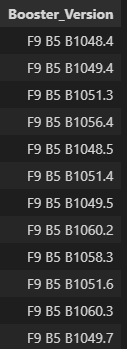 Booster_Version
F9 B5 B1048.4
F9 B5 B1049.4
F9 B5 B1051.3
F9 B5 B1056.4
F9 B5 B1048.5
F9 B5 B1051.4
F9 B5 B1049.5
F9 B5 B1060.2
F9 B5 B1058.3
F9 B5 B1051.6
F9 B5 B1060.3
F9 B5 B1049.7